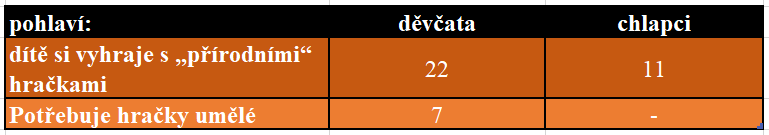 pohlaví: děvčata chlapci
dítě si vyhraje s „přírodními“
hračkami 22 11
Potřebuje hračky umělé 7 -